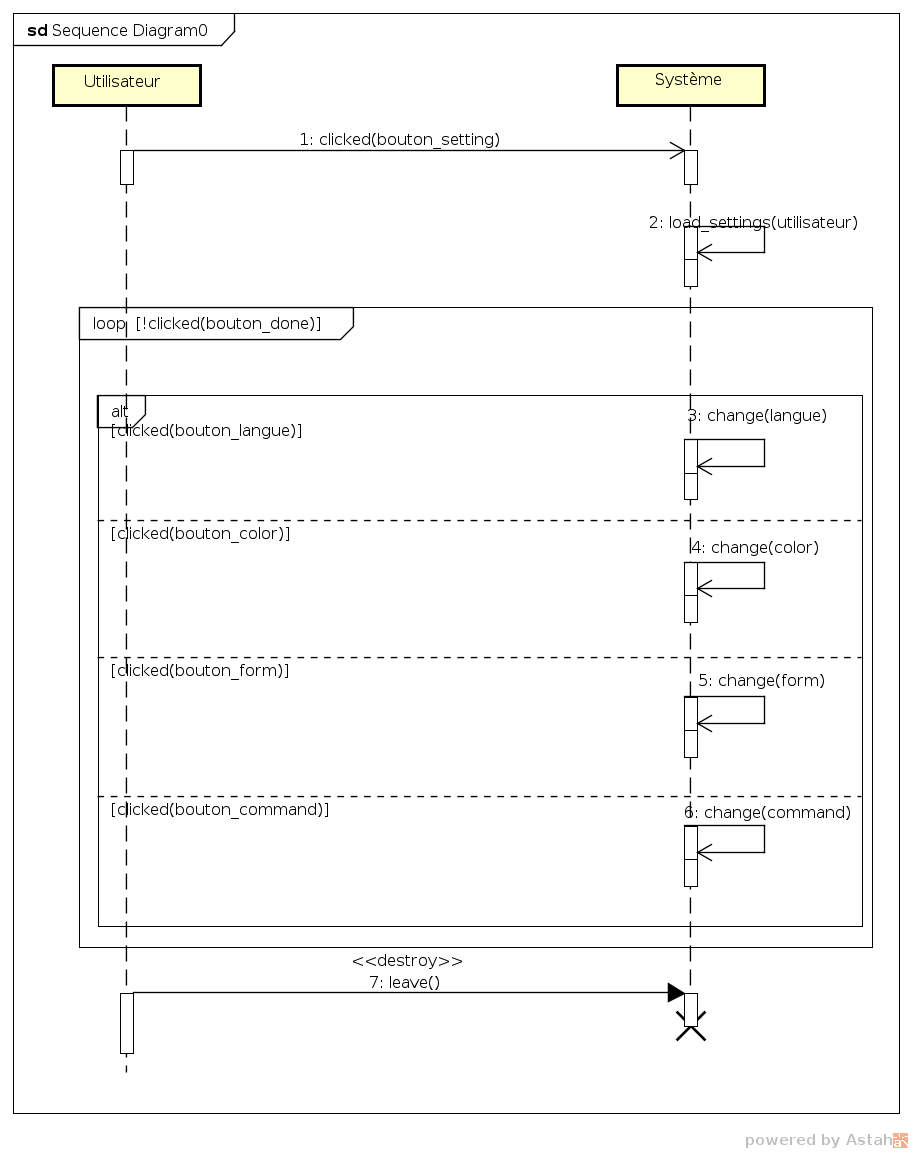 sd Sequence Diagram0
Utilisateur
Système
1: clicked(bouton_setting)
2: load_settings(utilisateur)
loop [!clicked(bouton_done)]
alt
3: change(langue)
[clicked(bouton_langue)]
[clicked(bouton_color)]
4: change(color)
[clicked(bouton_form)]
5: change(form)
[clicked(bouton_command)]
6: change(command)
<<destroy>>
7: leave()
powered by Astah